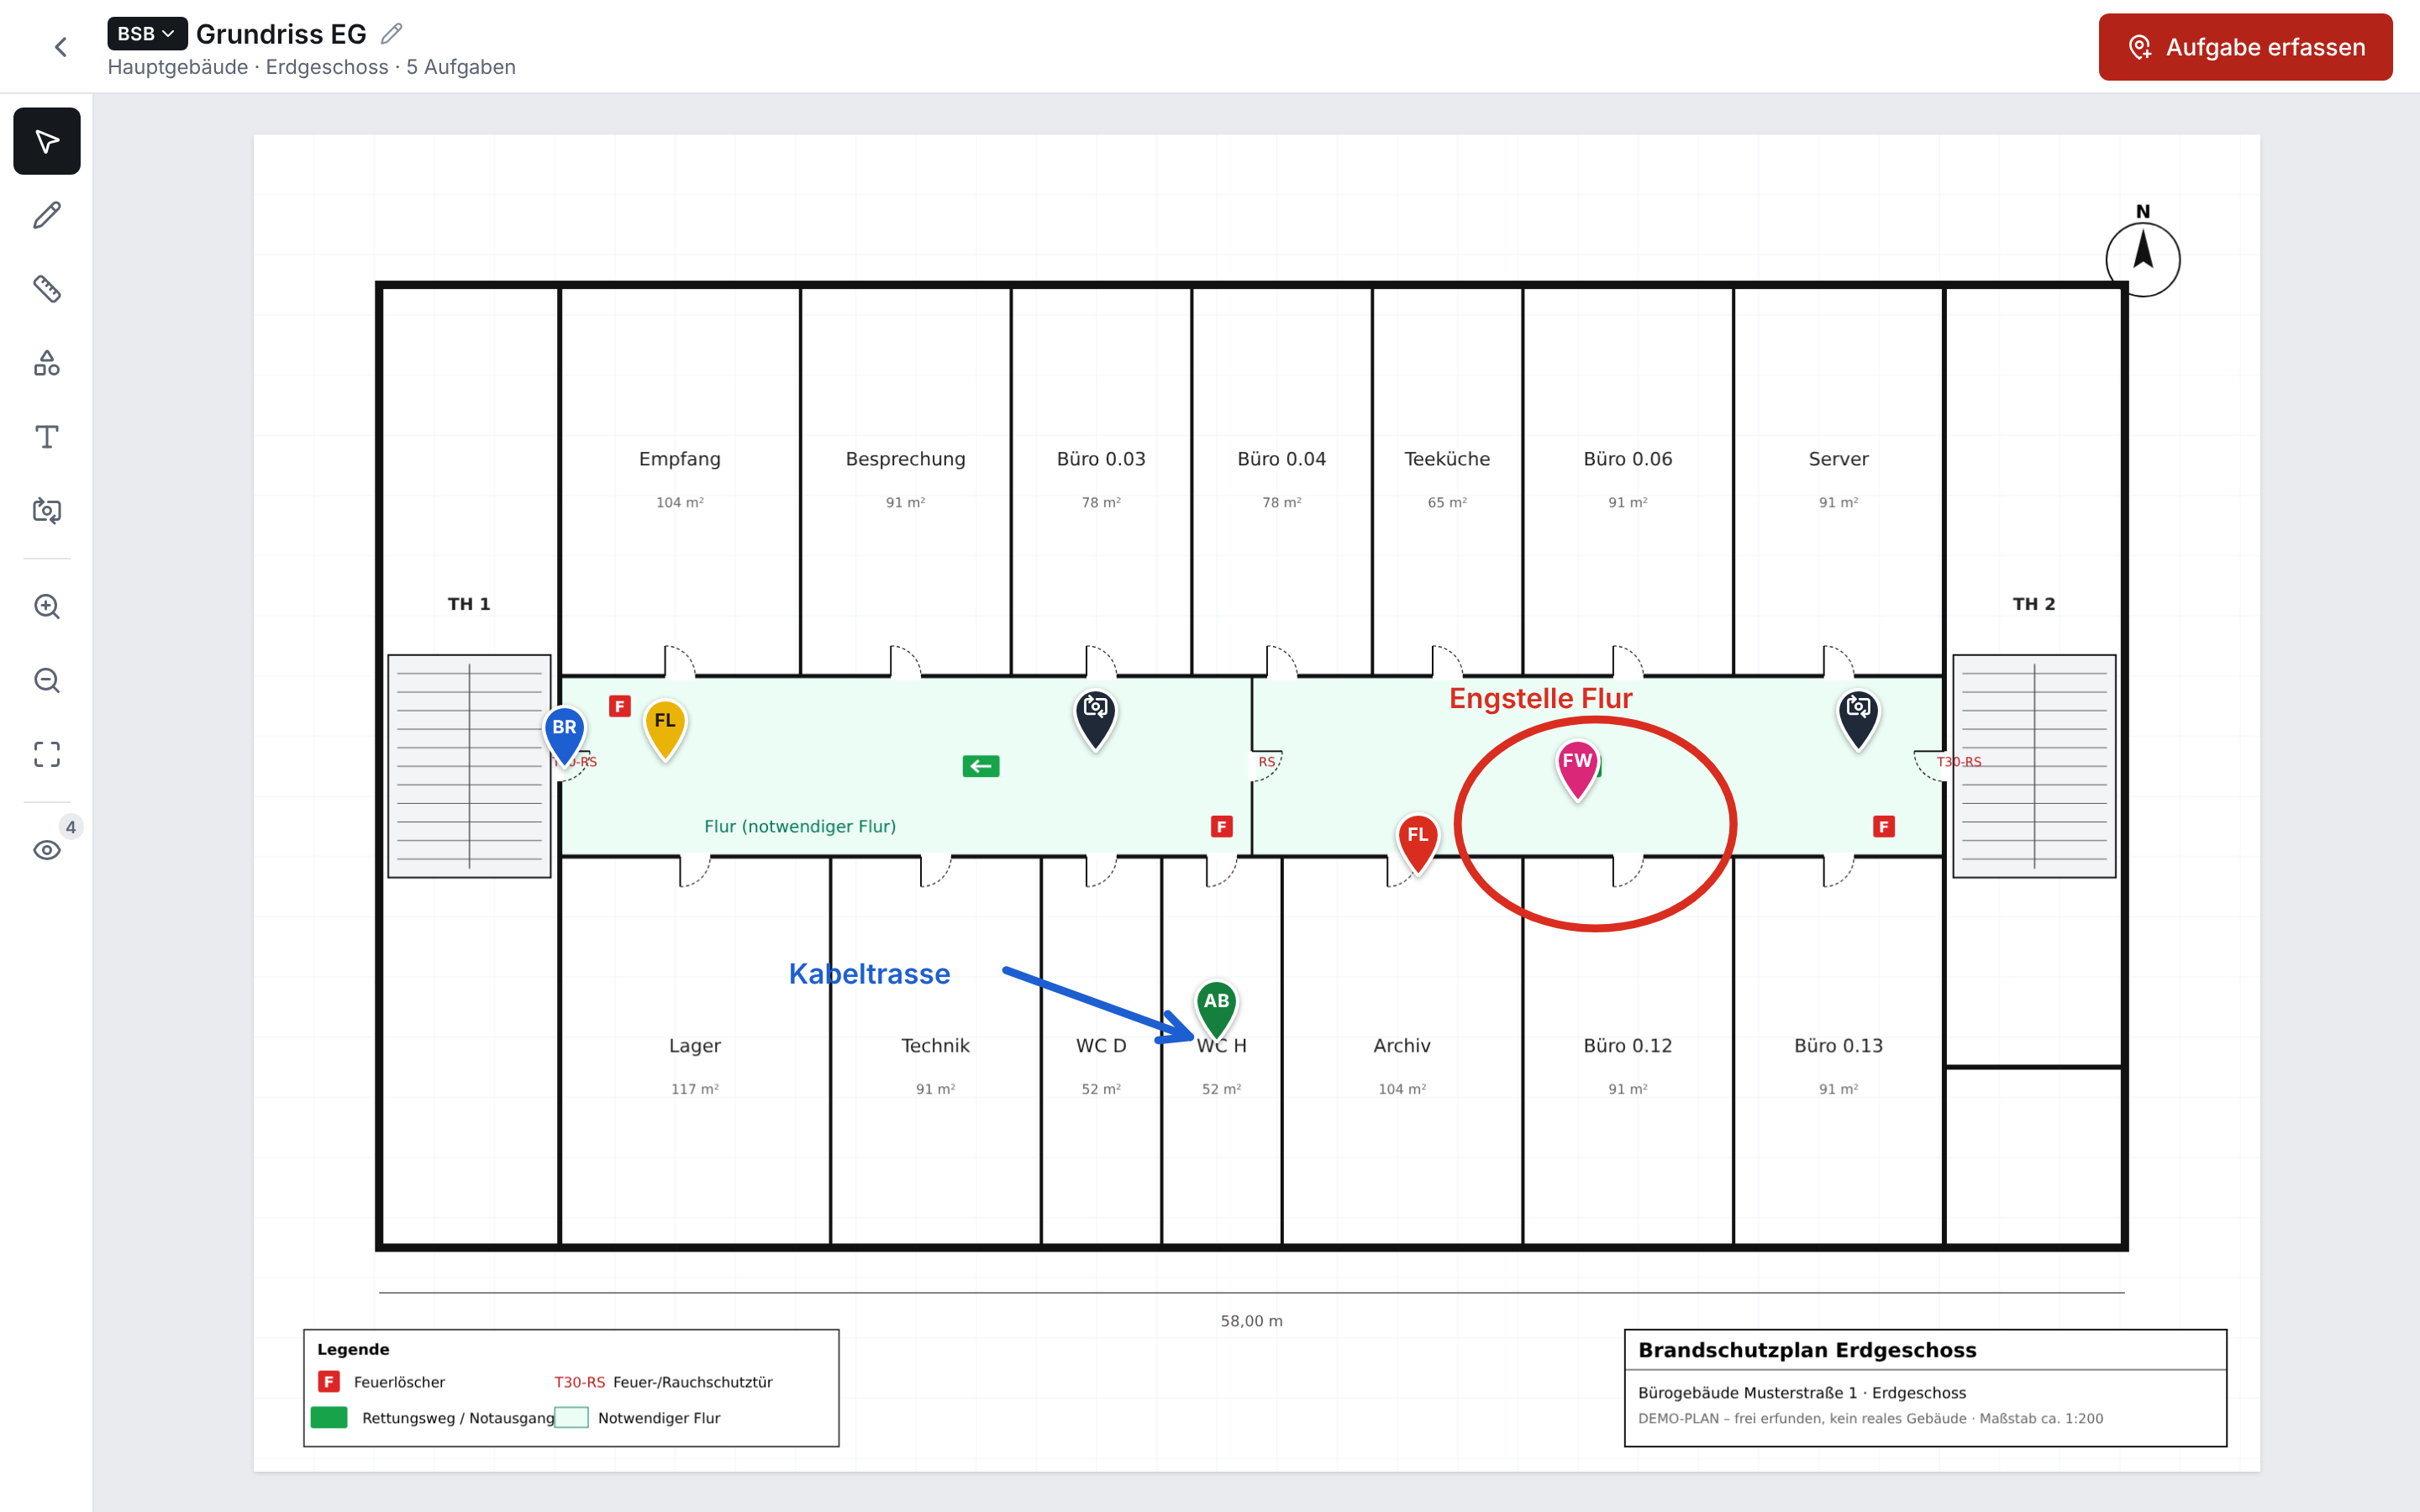 BSB Grundriss EG
Hauptgebäude · Erdgeschoss · 5 Aufgaben
Aufgabe erfassen
4
N
Empfang
104 m²
Besprechung
91 m²
Büro 0.03
78 m²
Büro 0.04
78 m²
Teeküche
65 m²
Büro 0.06
91 m²
Server
91 m²
TH 1
TH 2
Engstelle Flur
F
BR
FL
RS
FW
T30-RS
Flur (notwendiger Flur)
F
FL
F
Kabeltrasse
AB
Lager
117 m²
Technik
91 m²
WC D
52 m²
WC H
52 m²
Archiv
104 m²
Büro 0.12
91 m²
Büro 0.13
91 m²
58,00 m
Legende
F Feuerlöscher
T30-RS Feuer-/Rauchschutztür
Rettungsweg / Notausgang
Notwendiger Flur
Brandschutzplan Erdgeschoss
Bürogebäude Musterstraße 1 · Erdgeschoss
DEMO-PLAN – frei erfunden, kein reales Gebäude · Maßstab ca. 1:200